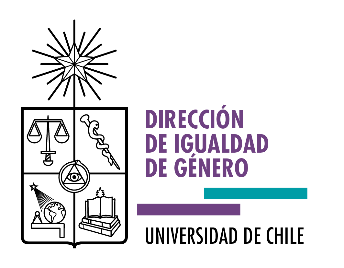 DIRECCIÓN
DE IGUALDAD
DE GÉNERO
UNIVERSIDAD DE CHILE